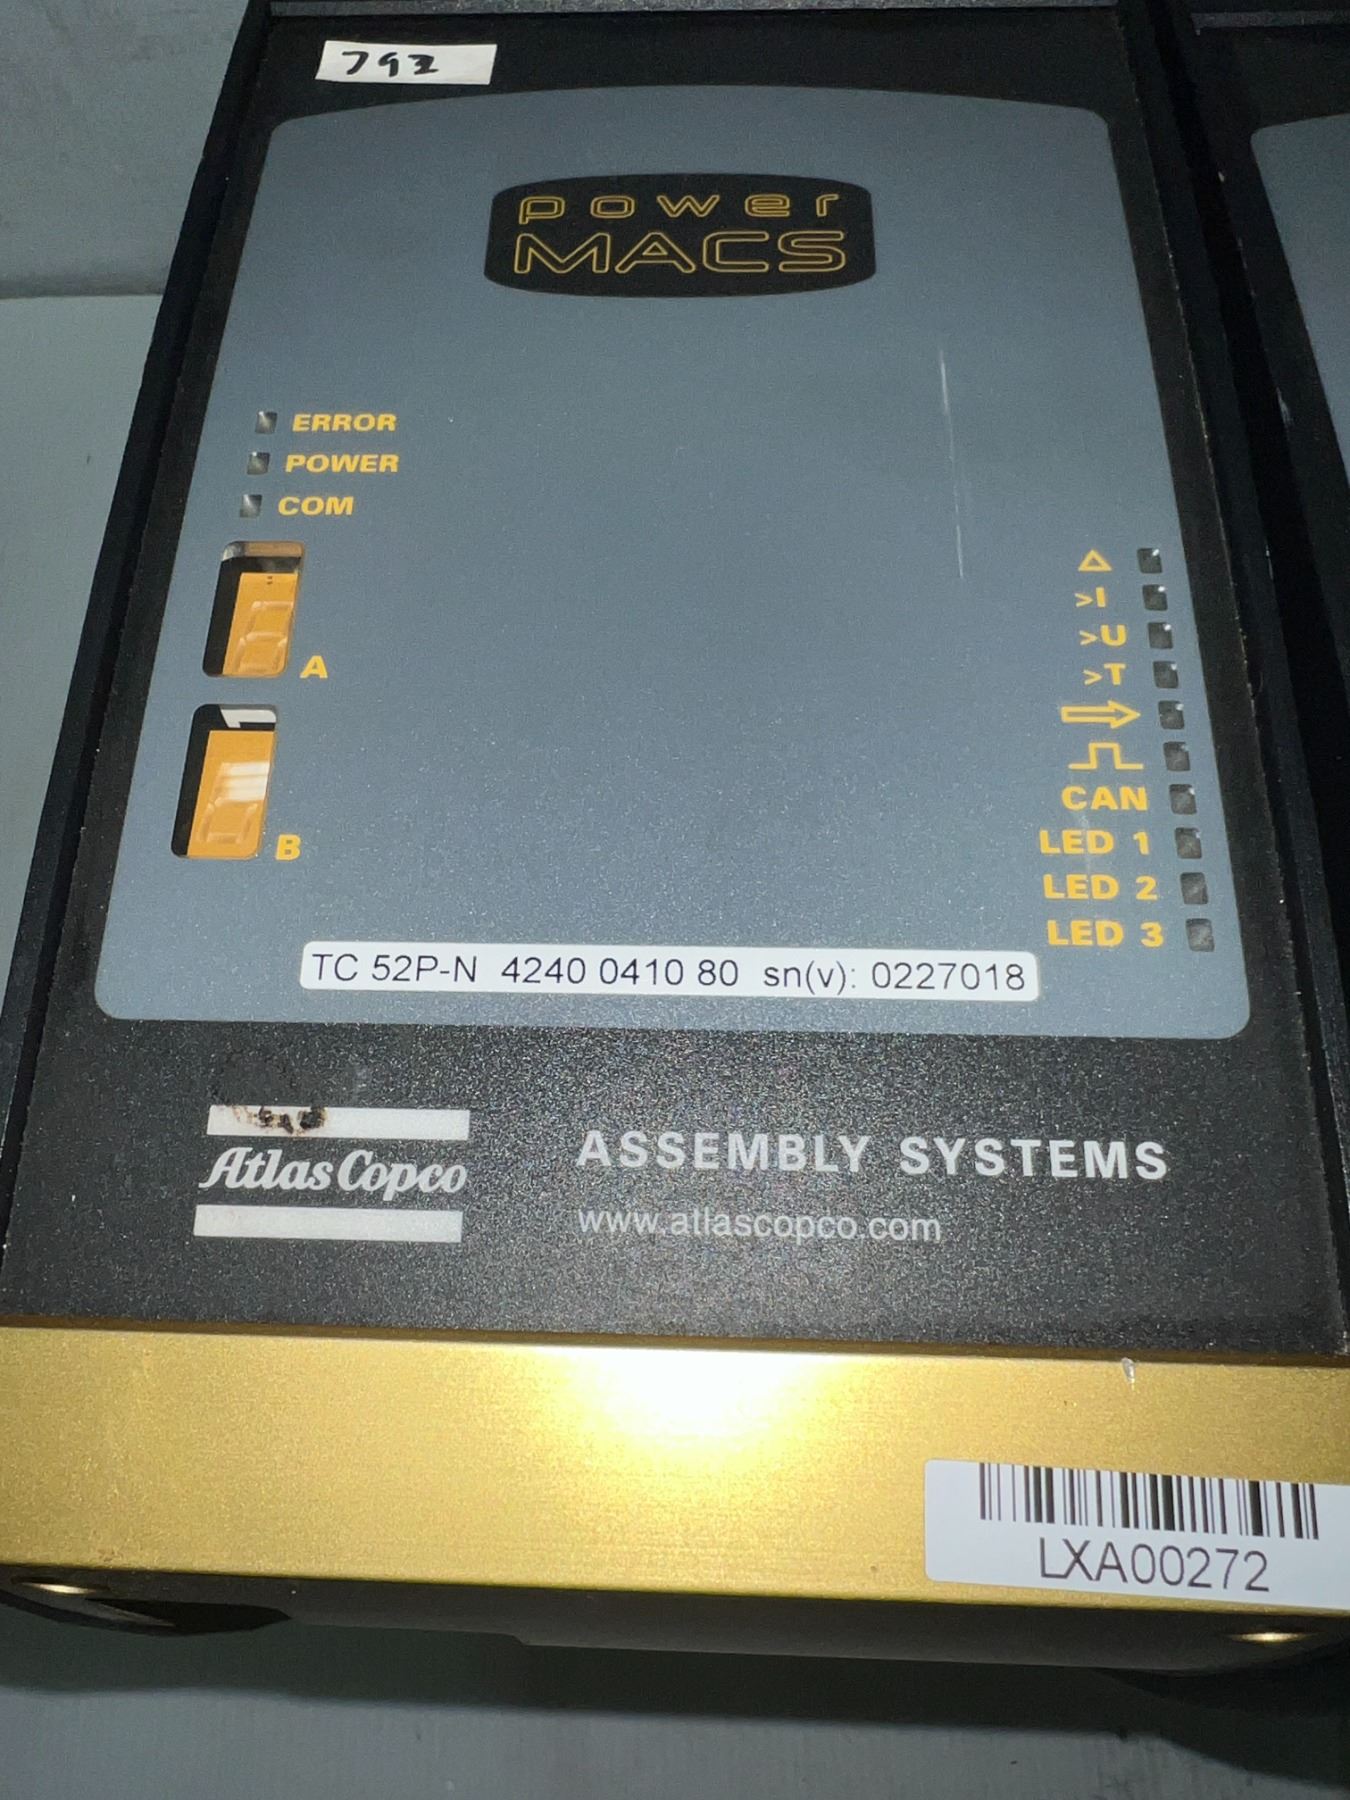 792
power
MACS
ERROR
POWER
COM
A
B
>I
>U
>T
CAN
LED 1
LED 2
LED 3
TC 52P-N 4240 0410 80 sn(v): 0227018
Atlas Copco
ASSEMBLY SYSTEMS
www.atlascopco.com
LXA00272